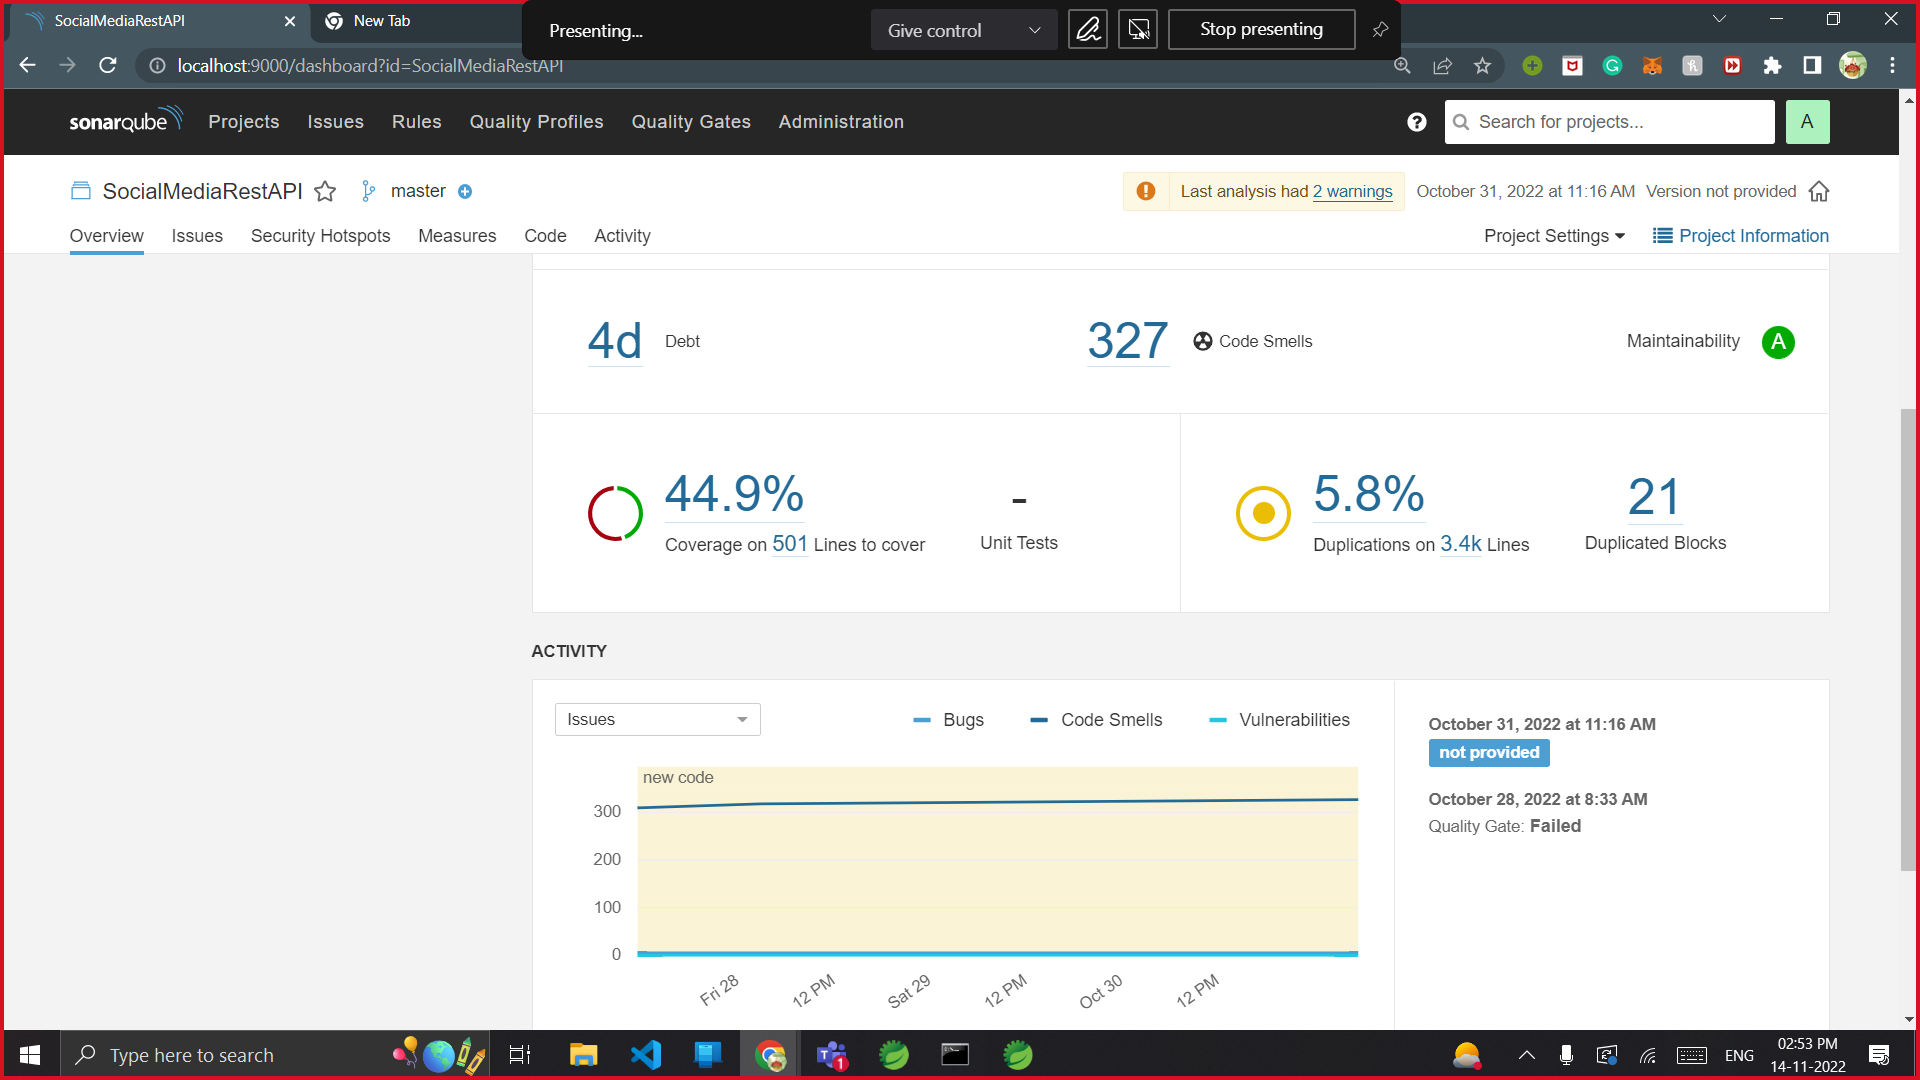 SocialMediaRestAPI
New Tab
Presenting...
Give control
Stop presenting
localhost:9000/dashboard?id=SocialMediaRestAPI
sonarqube
Projects
Issues
Rules
Quality Profiles
Quality Gates
Administration
Search for projects...
A
SocialMediaRestAPI
master
Last analysis had 2 warnings
October 31, 2022 at 11:16 AM
Version not provided
Overview
Issues
Security Hotspots
Measures
Code
Activity
Project Settings
Project Information
4d Debt
327 Code Smells
Maintainability A
44.9%
Coverage on 501 Lines to cover
-
Unit Tests
5.8%
Duplications on 3.4k Lines
21
Duplicated Blocks
ACTIVITY
Issues
Bugs
Code Smells
Vulnerabilities
new code
300
200
100
0
Fri 28
12 PM
Sat 29
12 PM
Oct 30
12 PM
October 31, 2022 at 11:16 AM
not provided
October 28, 2022 at 8:33 AM
Quality Gate: Failed
Type here to search
1
ENG
02:53 PM
14-11-2022